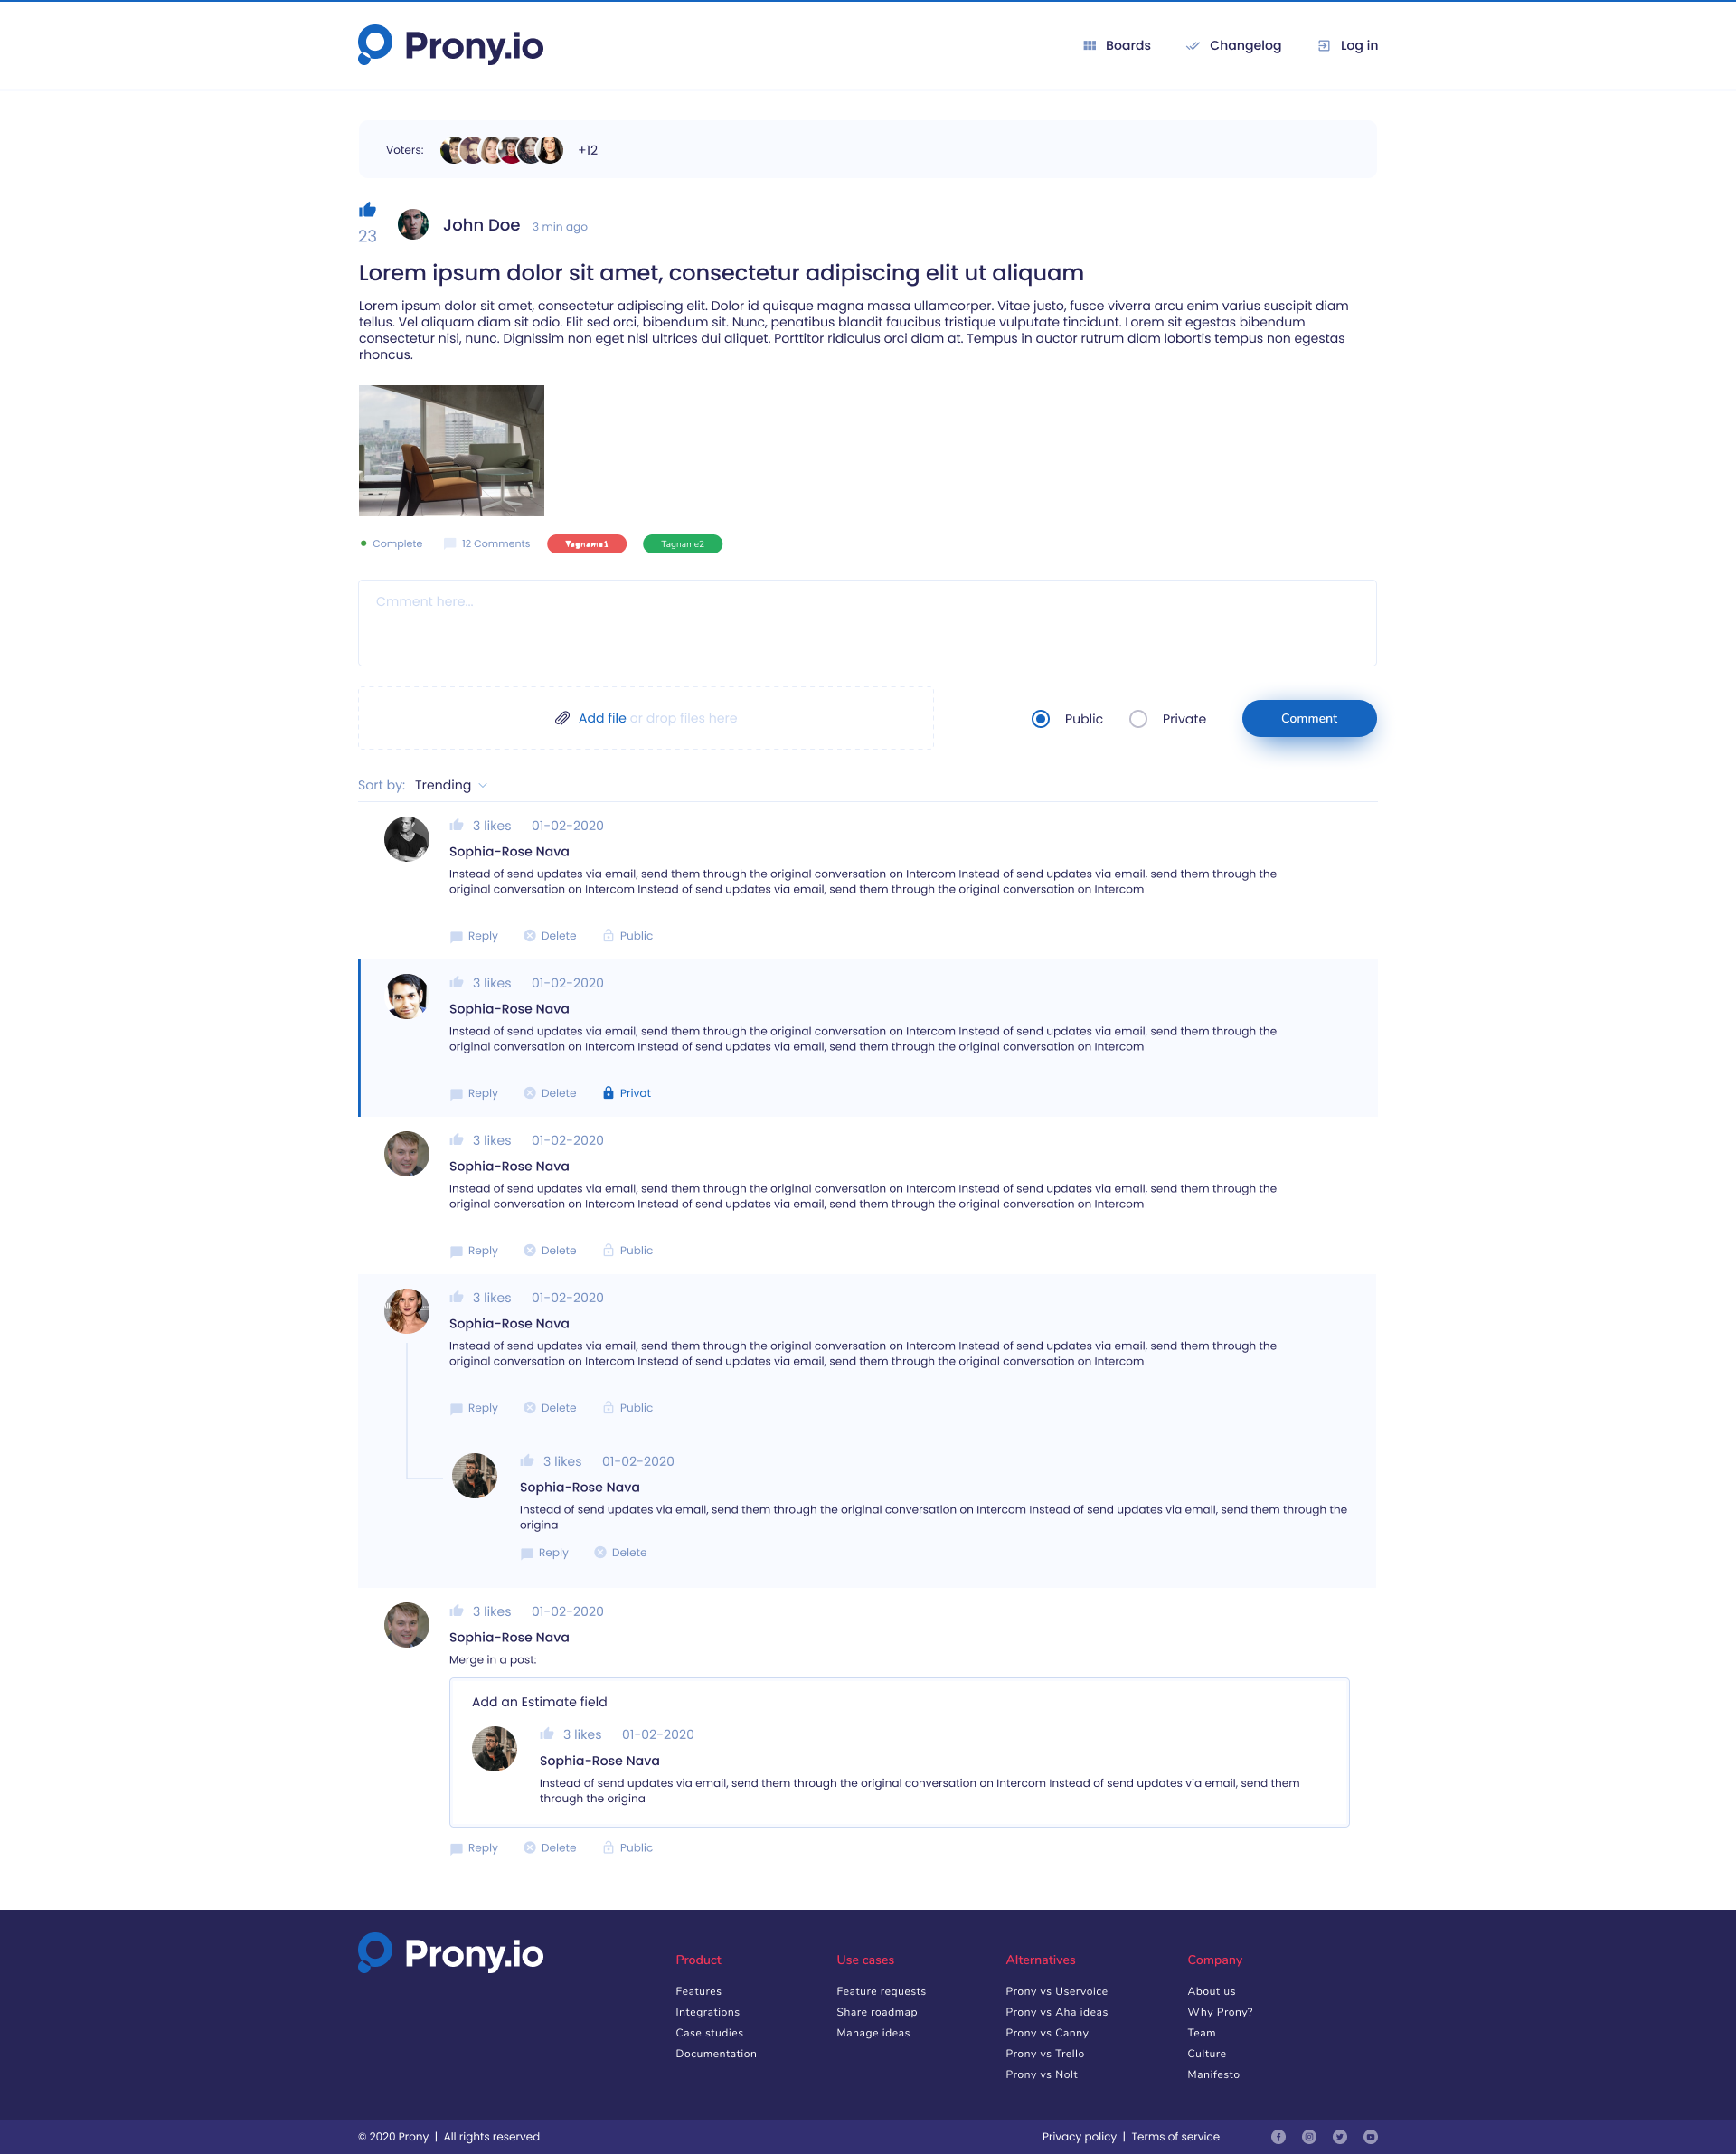 Prony.io
Boards Changelog Log in
Voters: +12
23
John Doe 3 min ago
Lorem ipsum dolor sit amet, consectetur adipiscing elit ut aliquam
Lorem ipsum dolor sit amet, consectetur adipiscing elit. Dolor id quisque magna massa ullamcorper. Vitae justo, fusce viverra arcu enim varius suscipit diam
tellus. Vel aliquam diam sit odio. Elit sed orci, bibendum sit. Nunc, penatibus blandit faucibus tristique vulputate tincidunt. Lorem sit egestas bibendum
consectetur nisi, nunc. Dignissim non eget nisl ultrices dui aliquet. Porttitor ridiculus orci diam at. Tempus in auctor rutrum diam lobortis tempus non egestas
rhoncus.
Complete 12 Comments Tagname1 Tagname2
Cmment here...
Add file or drop files here
Public Private Comment
Sort by: Trending
3 likes 01-02-2020
Sophia-Rose Nava
Instead of send updates via email, send them through the original conversation on Intercom Instead of send updates via email, send them through the
original conversation on Intercom Instead of send updates via email, send them through the original conversation on Intercom
Reply Delete Public
3 likes 01-02-2020
Sophia-Rose Nava
Instead of send updates via email, send them through the original conversation on Intercom Instead of send updates via email, send them through the
original conversation on Intercom Instead of send updates via email, send them through the original conversation on Intercom
Reply Delete Privat
3 likes 01-02-2020
Sophia-Rose Nava
Instead of send updates via email, send them through the original conversation on Intercom Instead of send updates via email, send them through the
original conversation on Intercom Instead of send updates via email, send them through the original conversation on Intercom
Reply Delete Public
3 likes 01-02-2020
Sophia-Rose Nava
Instead of send updates via email, send them through the original conversation on Intercom Instead of send updates via email, send them through the
original conversation on Intercom Instead of send updates via email, send them through the original conversation on Intercom
Reply Delete Public
3 likes 01-02-2020
Sophia-Rose Nava
Instead of send updates via email, send them through the original conversation on Intercom Instead of send updates via email, send them through the
origina
Reply Delete
3 likes 01-02-2020
Sophia-Rose Nava
Merge in a post:
Add an Estimate field
3 likes 01-02-2020
Sophia-Rose Nava
Instead of send updates via email, send them through the original conversation on Intercom Instead of send updates via email, send them
through the origina
Reply Delete Public
Prony.io
Product
Features
Integrations
Case studies
Documentation
Use cases
Feature requests
Share roadmap
Manage ideas
Alternatives
Prony vs Uservoice
Prony vs Aha ideas
Prony vs Canny
Prony vs Trello
Prony vs Nolt
Company
About us
Why Prony?
Team
Culture
Manifesto
© 2020 Prony | All rights reserved
Privacy policy | Terms of service